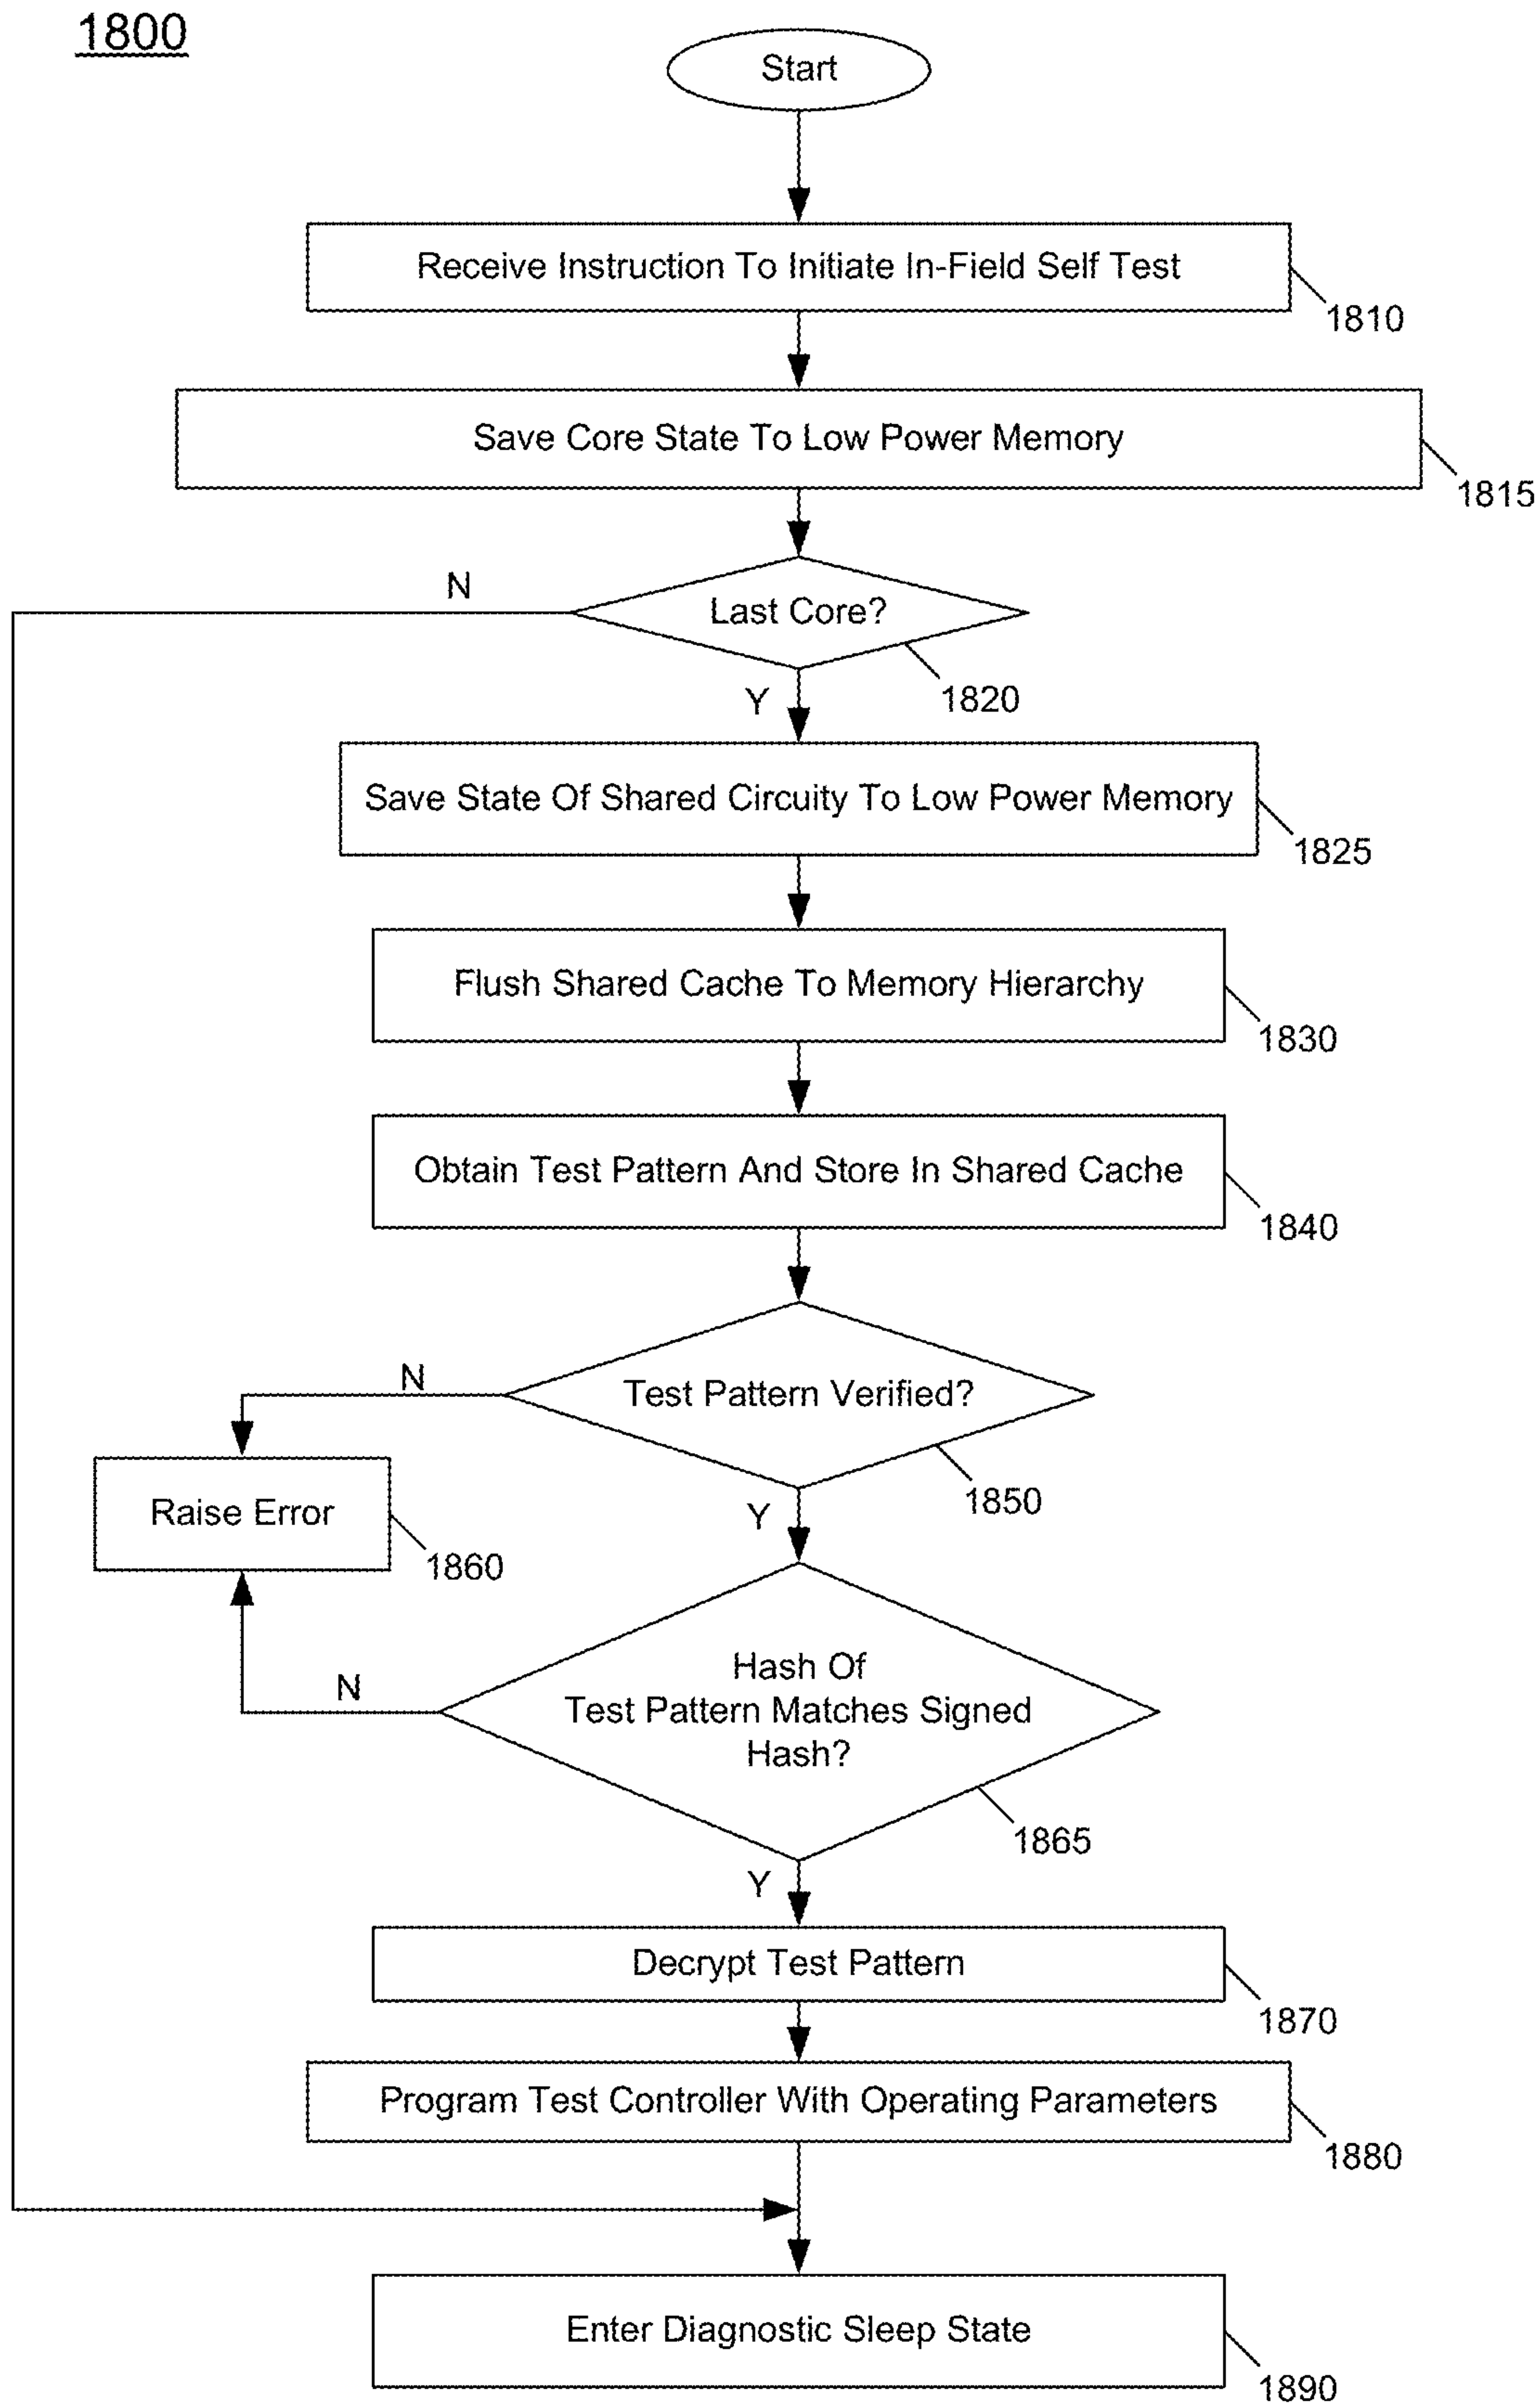 1800
Start
Receive Instruction To Initiate In-Field Self Test
1810
Save Core State To Low Power Memory
1815
N
Last Core?
1820
Y
Save State Of Shared Circuity To Low Power Memory
1825
Flush Shared Cache To Memory Hierarchy
1830
Obtain Test Pattern And Store In Shared Cache
1840
N
Test Pattern Verified?
1850
Y
Raise Error
1860
Hash Of
Test Pattern Matches Signed
Hash?
N
1865
Y
Decrypt Test Pattern
1870
Program Test Controller With Operating Parameters
1880
Enter Diagnostic Sleep State
1890